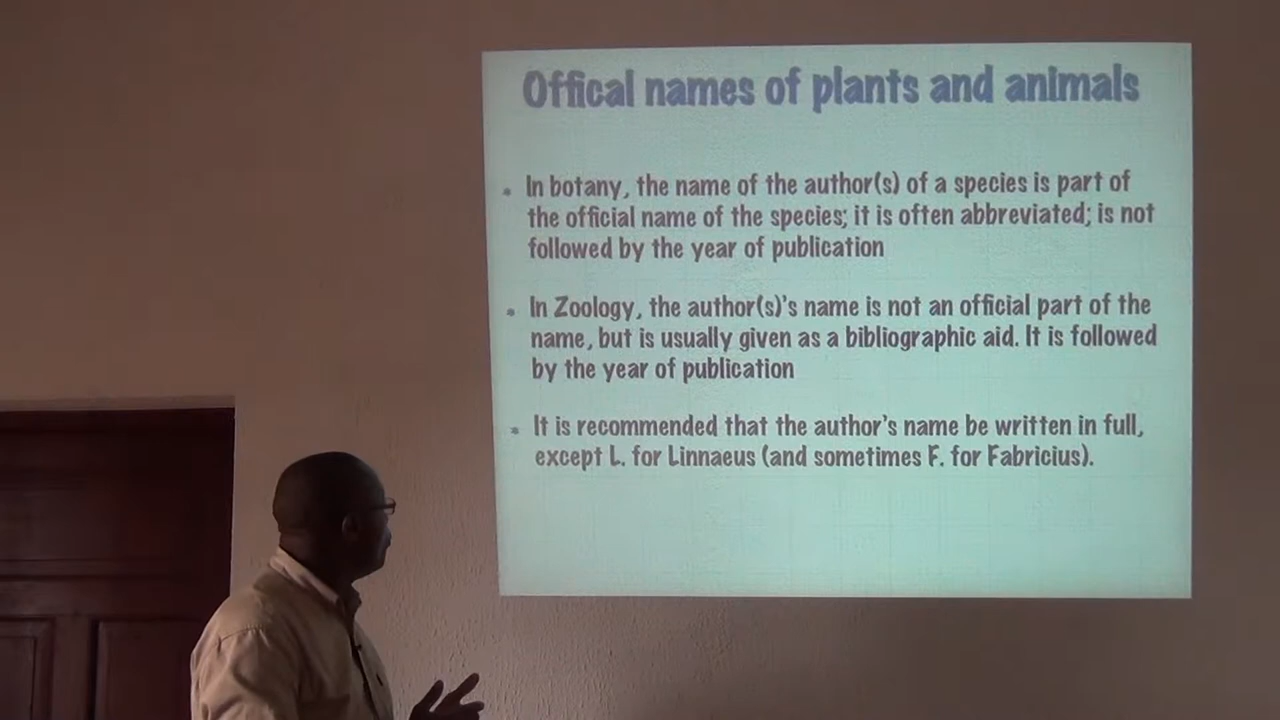 Offical names of plants and animals
* In botany, the name of the author(s) of a species is part of
the official name of the species; it is often abbreviated; is not
followed by the year of publication
* In Zoology, the author(s)'s name is not an official part of the
name, but is usually given as a bibliographic aid. It is followed
by the year of publication
* It is recommended that the author's name be written in full,
except L. for Linnaeus (and sometimes F. for Fabricius).